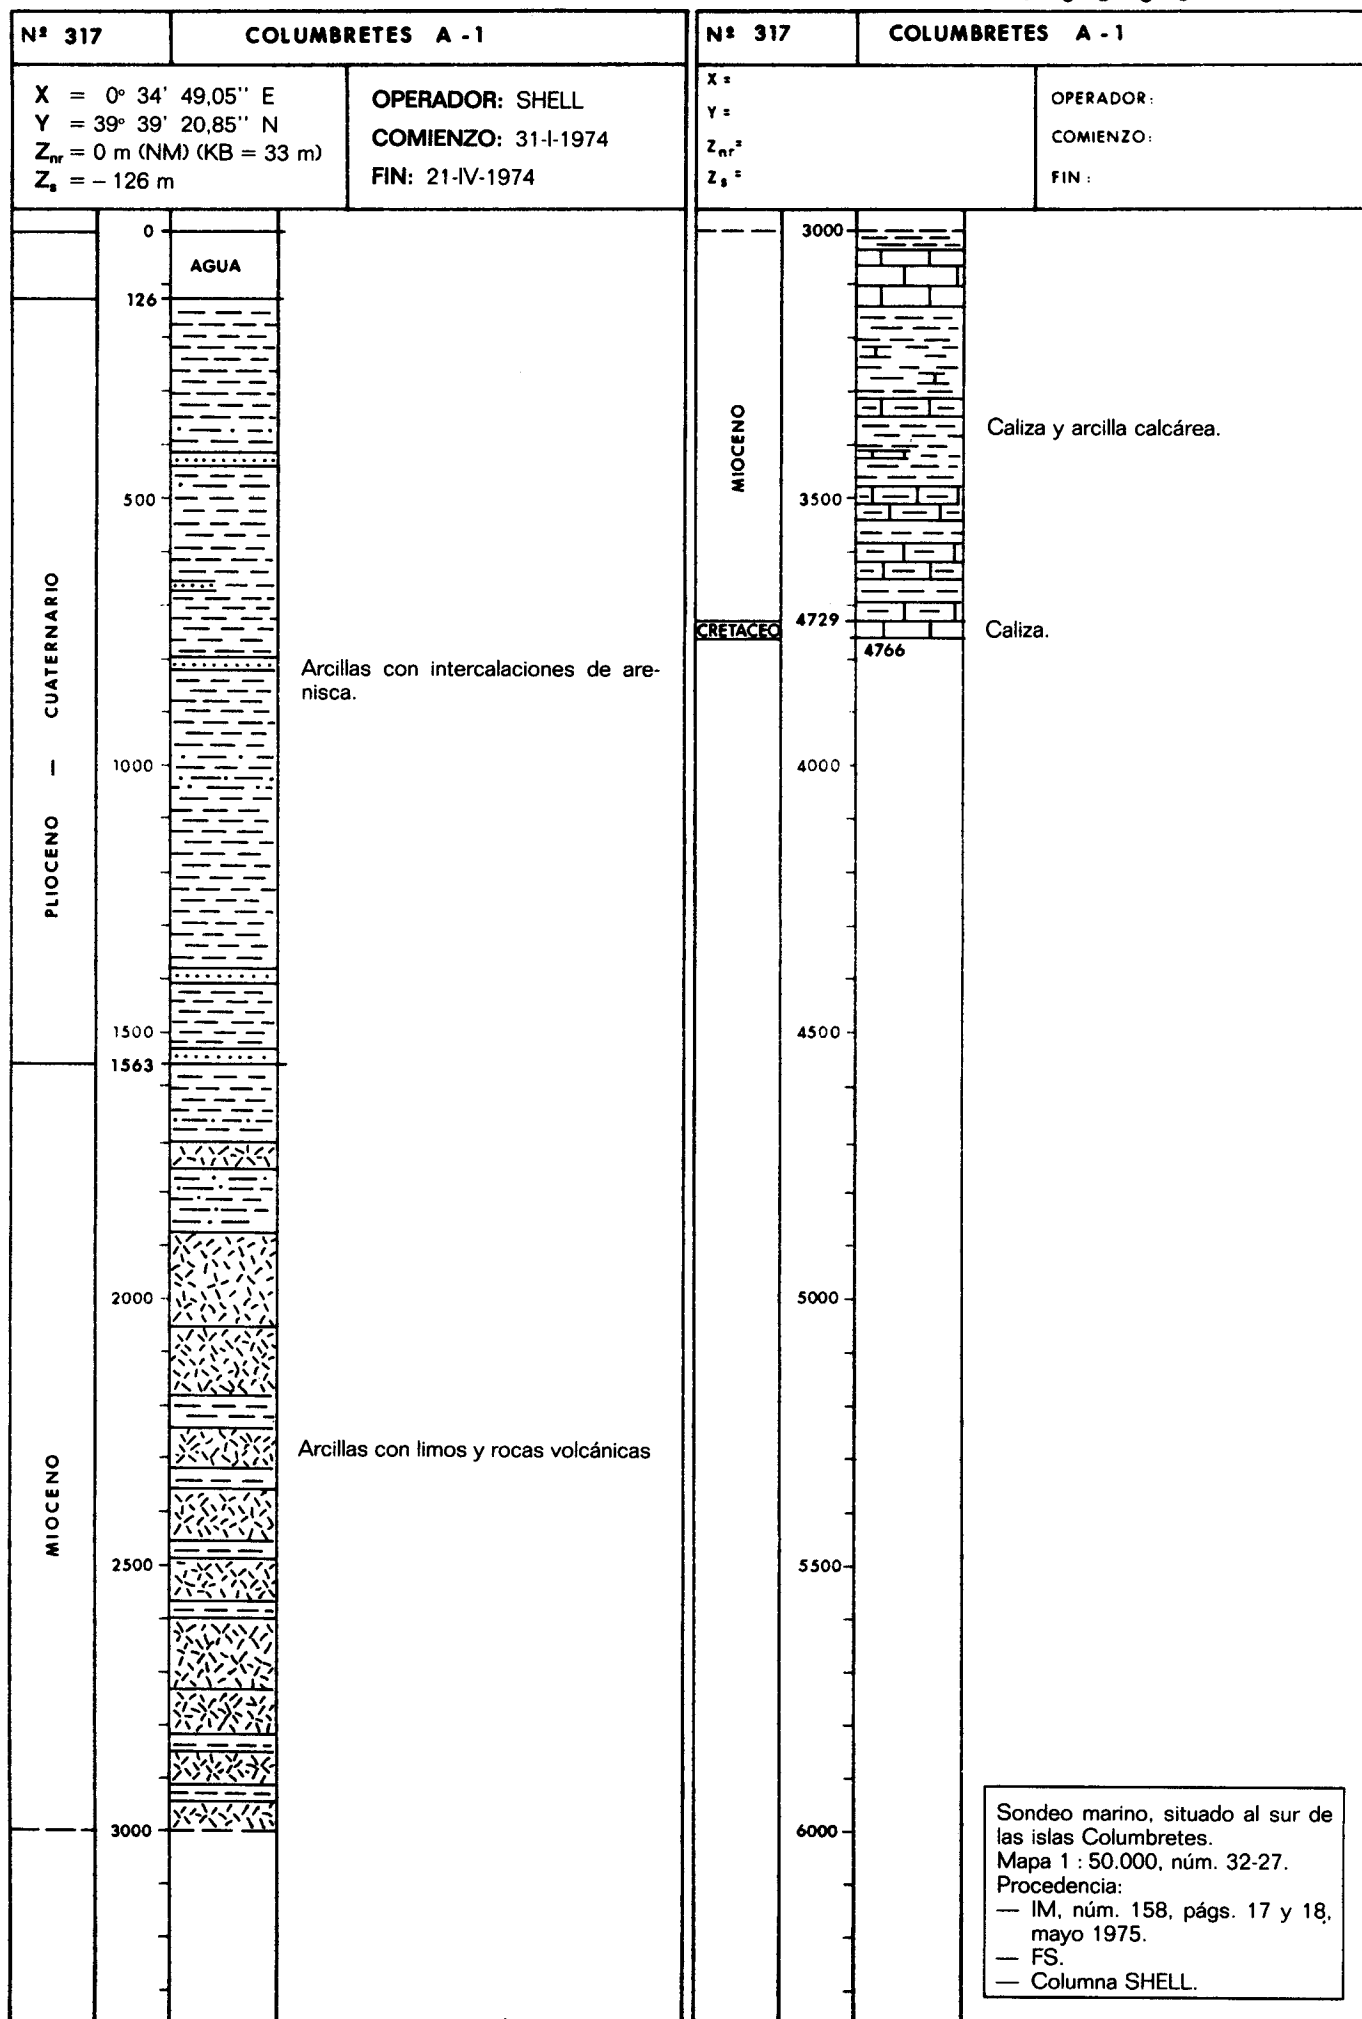 Nº 317 COLUMBRETES A-1
X = 0° 34' 49,05'' E
Y = 39° 39' 20,85'' N
Znr = 0 m (NM) (KB = 33 m)
Zs = – 126 m
OPERADOR: SHELL
COMIENZO: 31-I-1974
FIN: 21-IV-1974
0
AGUA
126
500
PLIOCENO — CUATERNARIO
Arcillas con intercalaciones de are-
nisca.
1000
1500
1563
2000
MIOCENO
Arcillas con limos y rocas volcánicas
2500
3000
Nº 317 COLUMBRETES A-1
X =
Y =
Znr=
Zs =
OPERADOR:
COMIENZO:
FIN :
3000
MIOCENO
Caliza y arcilla calcárea.
3500
4729
CRETACEO
Caliza.
4766
4000
4500
5000
5500
6000
Sondeo marino, situado al sur de
las islas Columbretes.
Mapa 1 : 50.000, núm. 32-27.
Procedencia:
— IM, núm. 158, págs. 17 y 18,
mayo 1975.
— FS.
— Columna SHELL.